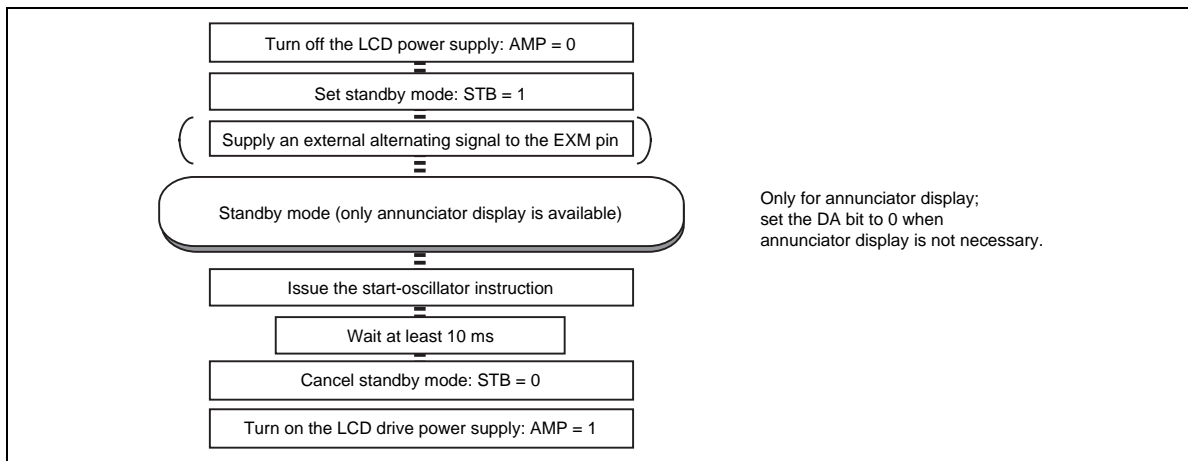 Turn off the LCD power supply: AMP = 0
Set standby mode: STB = 1
Supply an external alternating signal to the EXM pin
Standby mode (only annunciator display is available)
Only for annunciator display;
set the DA bit to 0 when
annunciator display is not necessary.
Issue the start-oscillator instruction
Wait at least 10 ms
Cancel standby mode: STB = 0
Turn on the LCD drive power supply: AMP = 1